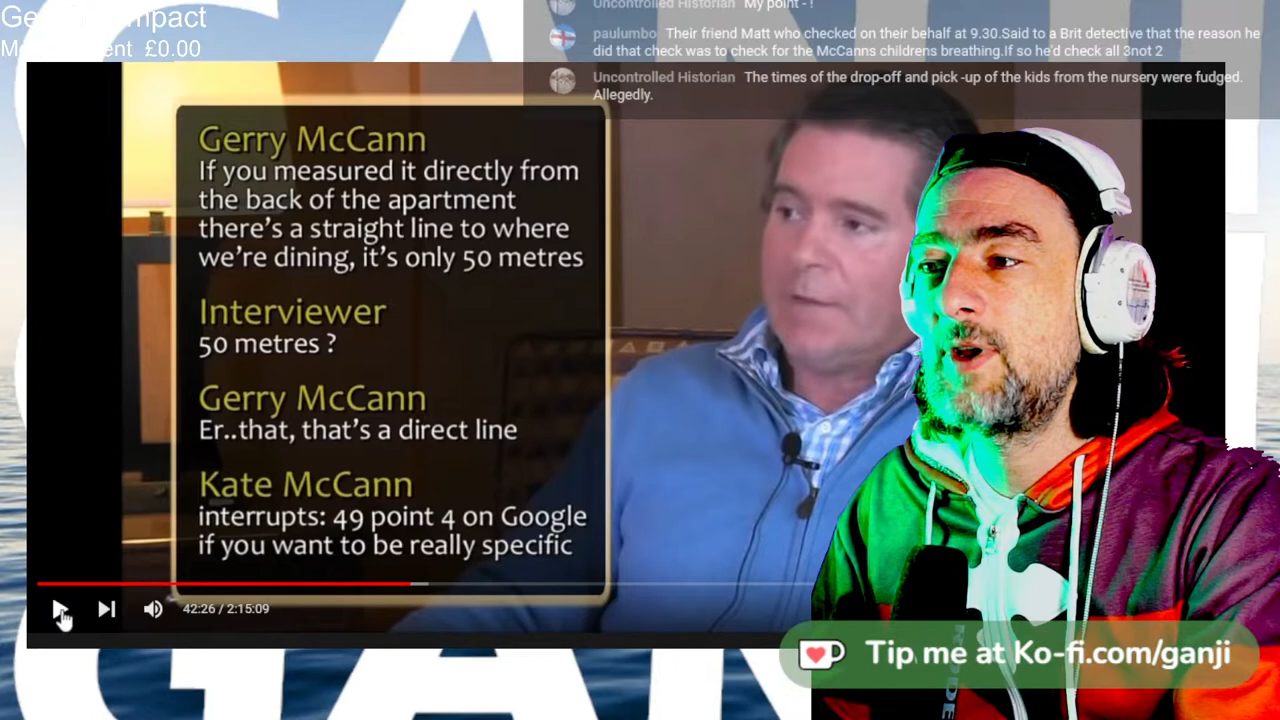 Uncontrolled Historian My point - !
paulumbo Their friend Matt who checked on their behalf at 9.30.Said to a Brit detective that the reason he
did that check was to check for the McCanns childrens breathing.If so he'd check all 3not 2
Uncontrolled Historian The times of the drop-off and pick -up of the kids from the nursery were fudged.
Allegedly.
£0.00
Gerry McCann
If you measured it directly from
the back of the apartment
there's a straight line to where
we're dining, it's only 50 metres
Interviewer
50 metres ?
Gerry McCann
Er..that, that's a direct line
Kate McCann
interrupts: 49 point 4 on Google
if you want to be really specific
42:26 / 2:15:09
Tip me at Ko-fi.com/ganji